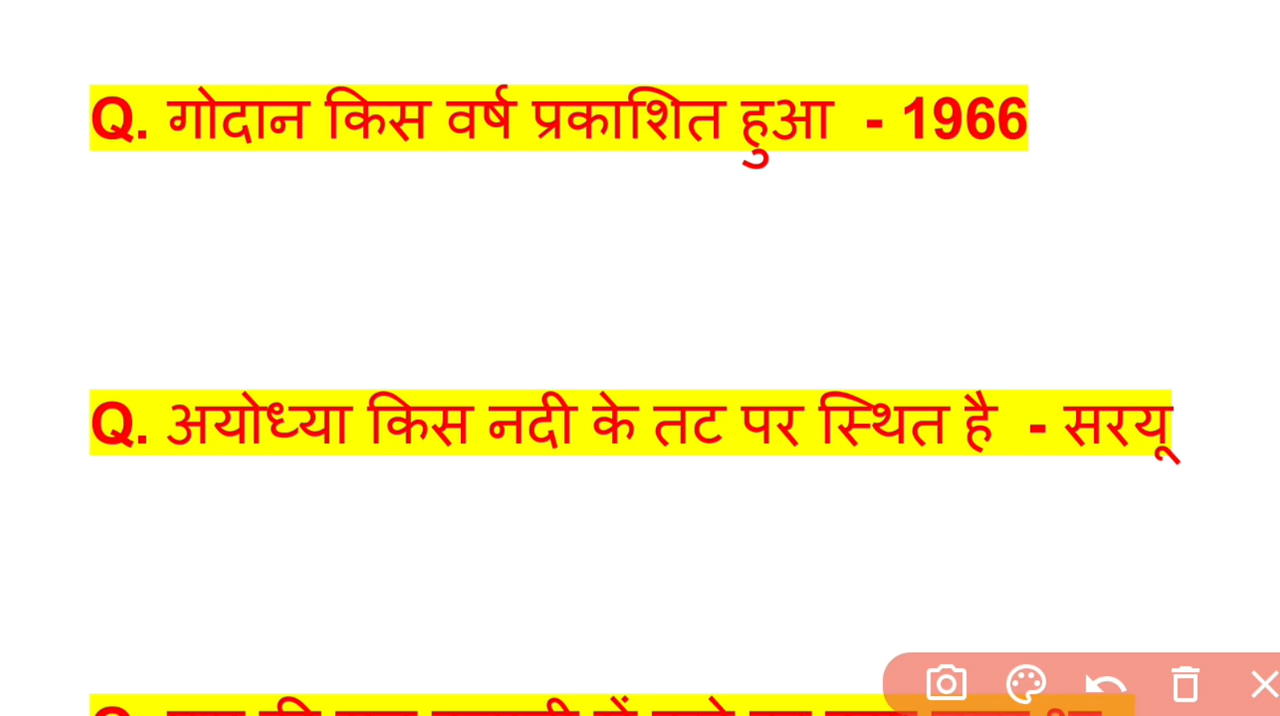 Q. गोदान किस वर्ष प्रकाशित हुआ - 1966
Q. अयोध्या किस नदी के तट पर स्थित है - सरयू